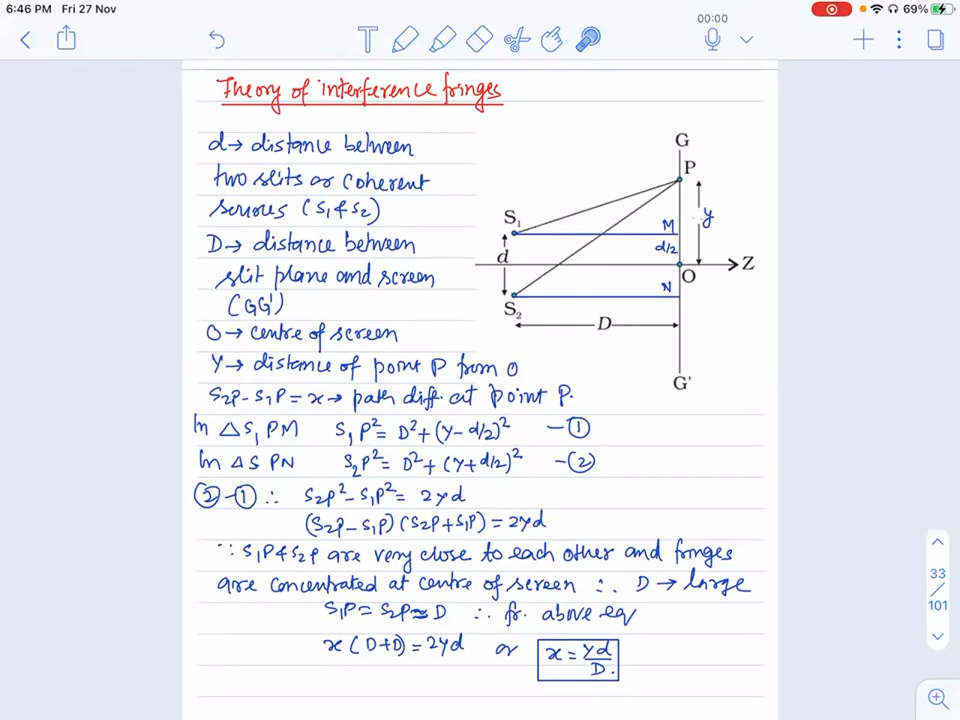 6:46 PM Fri 27 Nov
69%
00:00
Theory of interference fringes
d→ distance between
two slits or coherent
sources (S1 & S2)
D→ distance between
slit plane and screen
(GG')
O→ centre of screen
Y→ distance of point P from O
S2P - S1P = x → path diff. at point P.
G
P
S1
M
y
d/2
d
O
Z
N
S2
D
G'
In △S1PM S1P² = D² + (Y-d/2)² -①
In △S PN S2P² = D² + (Y+d/2)² -②
②-① ∴ S2P² - S1P² = 2yd
(S2P - S1P) (S2P + S1P) = 2Yd
∵ S1P & S2P are very close to each other and fringes
are concentrated at centre of screen ∴ D → large
S1P = S2P ≃ D ∴ fr. above eq
x (D+D) = 2Yd or x = Yd/D.
33
/
101